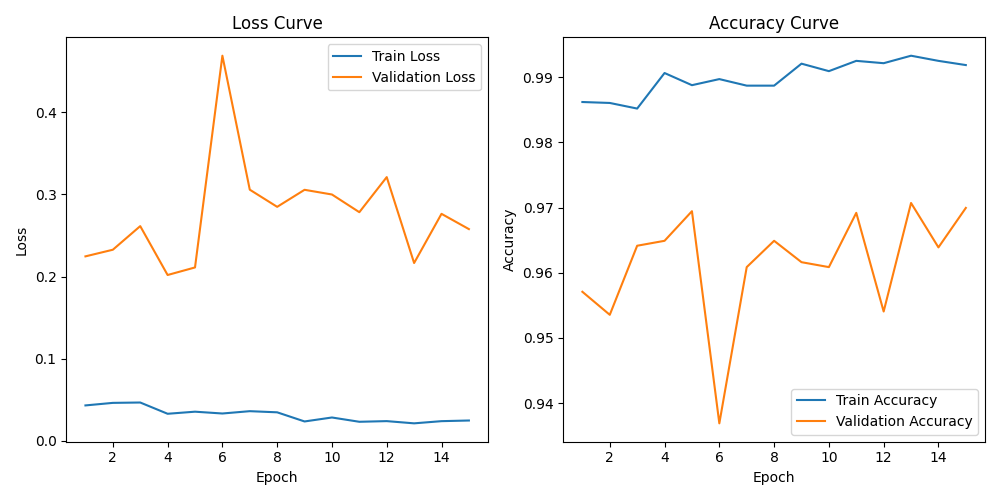 Loss Curve
Train Loss
Validation Loss
Loss
0.4
0.3
0.2
0.1
0.0
2 4 6 8 10 12 14
Epoch
Accuracy Curve
Accuracy
0.99
0.98
0.97
0.96
0.95
0.94
Train Accuracy
Validation Accuracy
2 4 6 8 10 12 14
Epoch